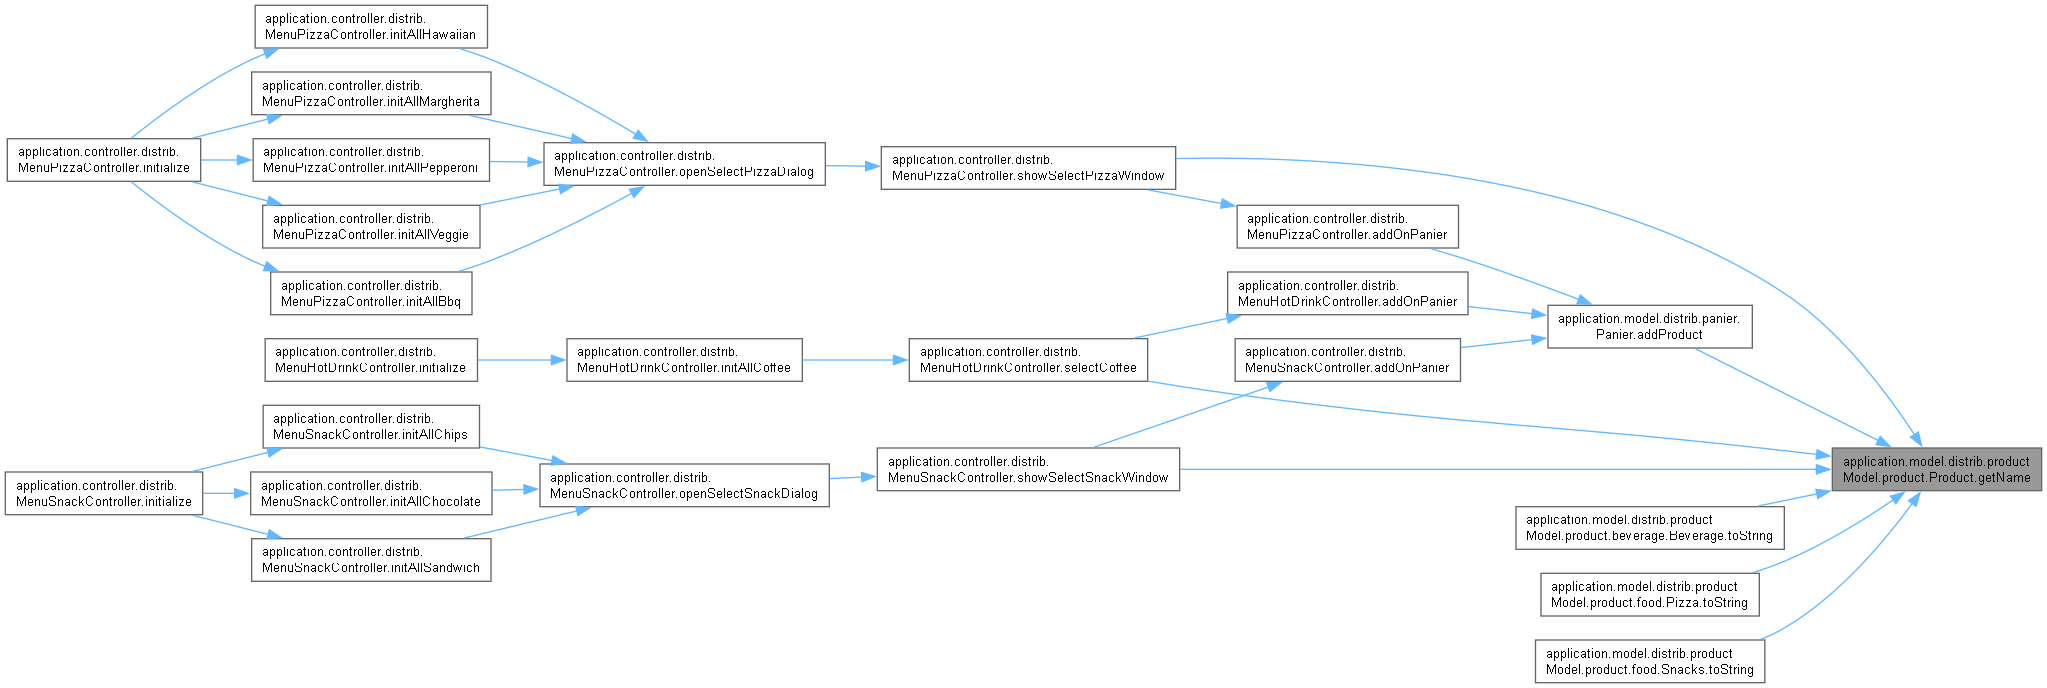 application.controller.distrib.
MenuPizzaController.initAllHawaiian
application.controller.distrib.
MenuPizzaController.initAllMargherita
application.controller.distrib.
MenuPizzaController.initialize
application.controller.distrib.
MenuPizzaController.initAllPepperoni
application.controller.distrib.
MenuPizzaController.openSelectPizzaDialog
application.controller.distrib.
MenuPizzaController.showSelectPizzaWindow
application.controller.distrib.
MenuPizzaController.initAllVeggie
application.controller.distrib.
MenuPizzaController.addOnPanier
application.controller.distrib.
MenuPizzaController.initAllBbq
application.controller.distrib.
MenuHotDrinkController.addOnPanier
application.model.distrib.panier.
Panier.addProduct
application.controller.distrib.
MenuHotDrinkController.initialize
application.controller.distrib.
MenuHotDrinkController.initAllCoffee
application.controller.distrib.
MenuHotDrinkController.selectCoffee
application.controller.distrib.
MenuSnackController.addOnPanier
application.controller.distrib.
MenuSnackController.initAllChips
application.controller.distrib.
MenuSnackController.initialize
application.controller.distrib.
MenuSnackController.initAllChocolate
application.controller.distrib.
MenuSnackController.openSelectSnackDialog
application.controller.distrib.
MenuSnackController.showSelectSnackWindow
application.model.distrib.product
Model.product.Product.getName
application.controller.distrib.
MenuSnackController.initAllSandwich
application.model.distrib.product
Model.product.beverage.Beverage.toString
application.model.distrib.product
Model.product.food.Pizza.toString
application.model.distrib.product
Model.product.food.Snacks.toString